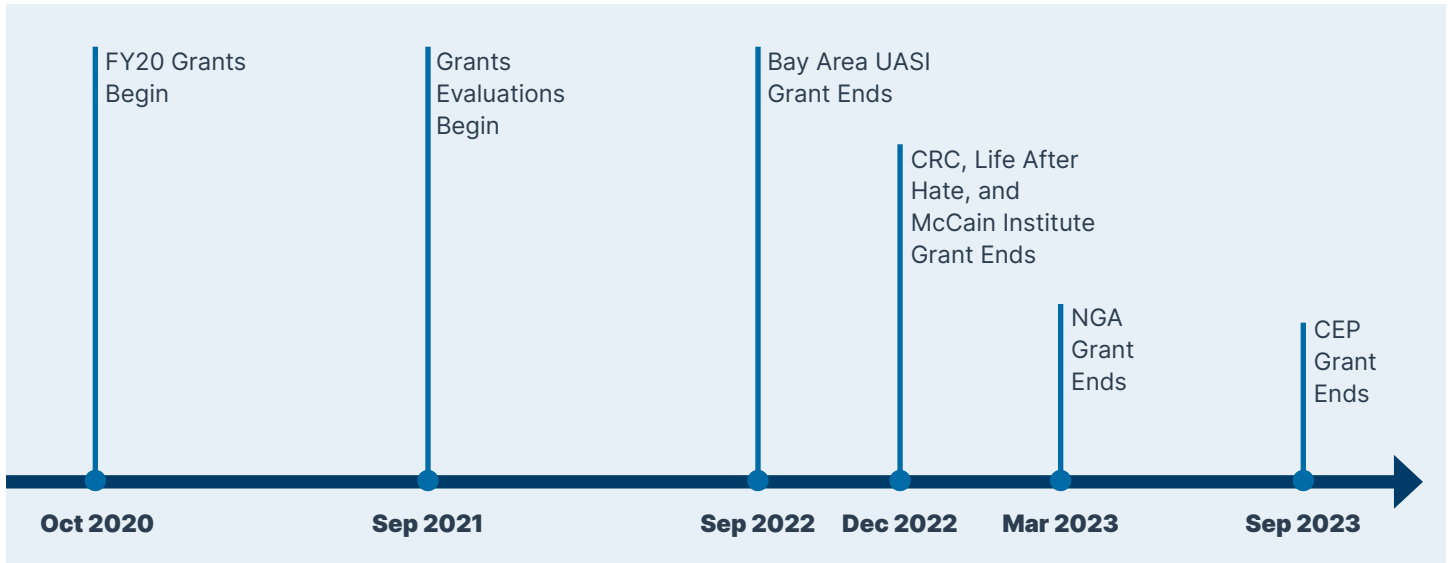 FY20 Grants
Begin
Grants
Evaluations
Begin
Bay Area UASI
Grant Ends
CRC, Life After
Hate, and
McCain Institute
Grant Ends
NGA
Grant
Ends
CEP
Grant
Ends
Oct 2020
Sep 2021
Sep 2022
Dec 2022
Mar 2023
Sep 2023